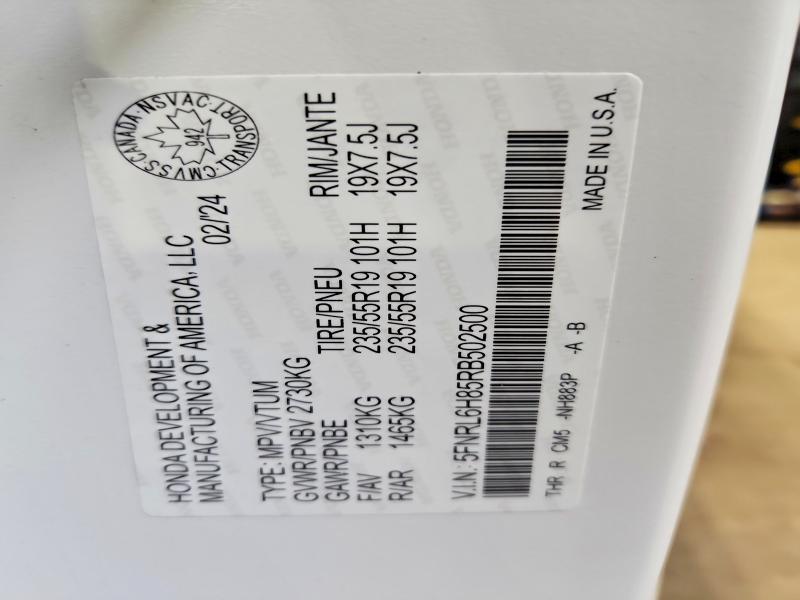 HONDA DEVELOPMENT &
MANUFACTURING OF AMERICA, LLC
02/'24
CMVSS · CANADA · NSVAC · TRANSPORT
942
TYPE: MPV/VTUM
GVWR/PNBV 2730KG
GAWR/PNBE TIRE/PNEU RIM/JANTE
F/AV 1310KG 235/55R19 101H 19X7.5J
R/AR 1465KG 235/55R19 101H 19X7.5J
V.I.N.: 5FNRL6H85RB502500
THR R CM5 -NH883P -A -B
MADE IN U.S.A.